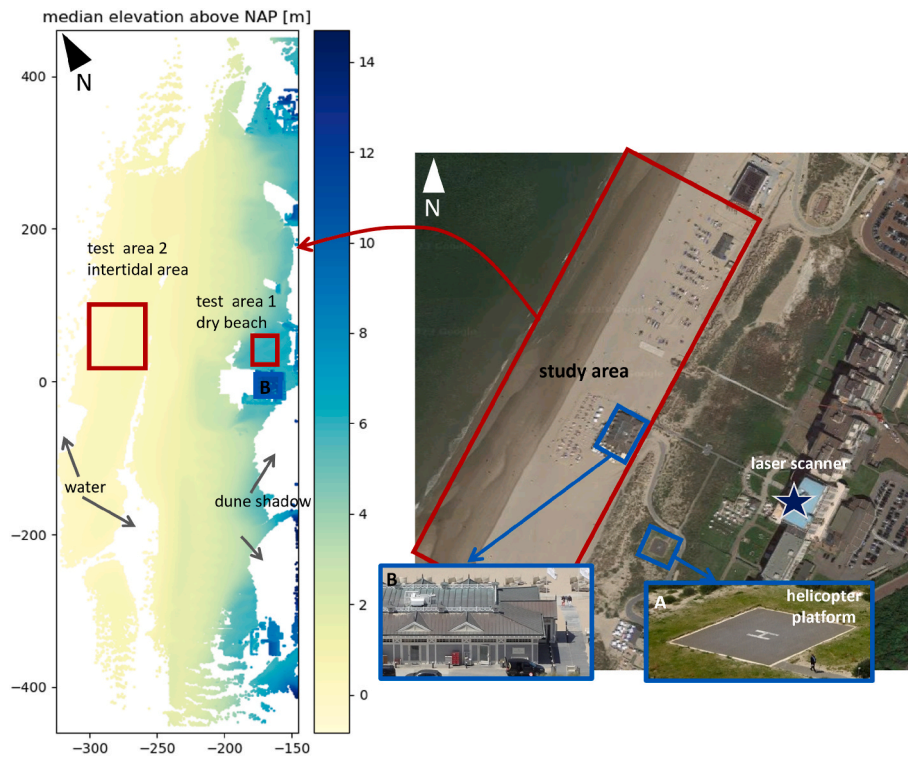 median elevation above NAP [m]
N
400
200
0
−200
−400
−300
−250
−200
−150
test area 2
intertidal area
test area 1
dry beach
B
water
dune shadow
14
12
10
8
6
4
2
0
N
study area
laser scanner
B
A
helicopter
platform
H